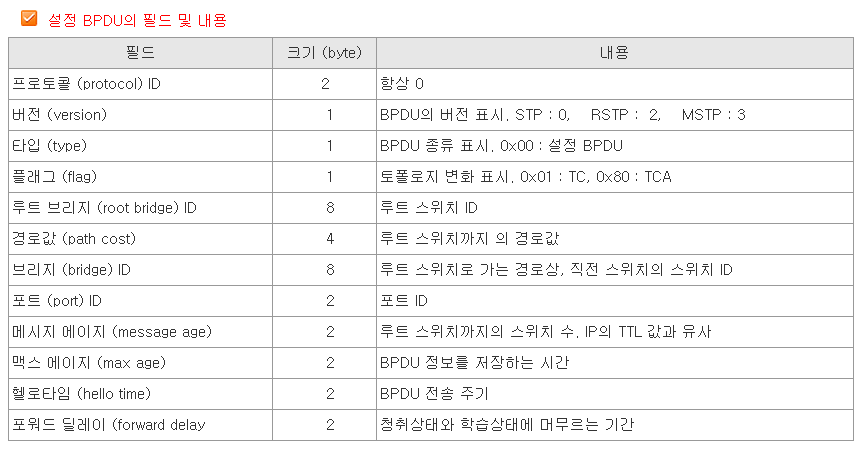 설정 BPDU의 필드 및 내용
필드 크기 (byte) 내용
프로토콜 (protocol) ID 2 항상 0
버전 (version) 1 BPDU의 버전 표시. STP : 0, RSTP : 2, MSTP : 3
타입 (type) 1 BPDU 종류 표시. 0x00 : 설정 BPDU
플래그 (flag) 1 토폴로지 변화 표시. 0x01 : TC, 0x80 : TCA
루트 브리지 (root bridge) ID 8 루트 스위치 ID
경로값 (path cost) 4 루트 스위치까지 의 경로값
브리지 (bridge) ID 8 루트 스위치로 가는 경로상, 직전 스위치의 스위치 ID
포트 (port) ID 2 포트 ID
메시지 에이지 (message age) 2 루트 스위치까지의 스위치 수. IP의 TTL 값과 유사
맥스 에이지 (max age) 2 BPDU 정보를 저장하는 시간
헬로타임 (hello time) 2 BPDU 전송 주기
포워드 딜레이 (forward delay 2 청취상태와 학습상태에 머무르는 기간